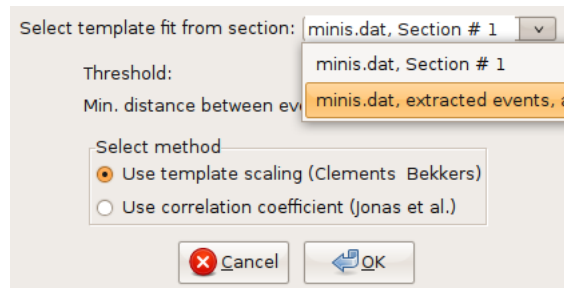 Select template fit from section: minis.dat, Section # 1
minis.dat, Section # 1
Threshold:
minis.dat, extracted events,
Min. distance between
Select method
Use template scaling (Clements Bekkers)
Use correlation coefficient (Jonas et al.)
Cancel
OK